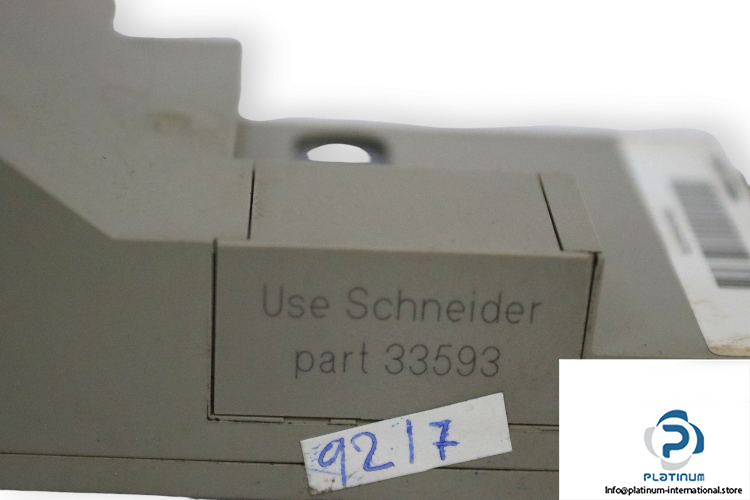 Use Schneider
part 33593
9217
PLATINUM
Info@platinum-international.store